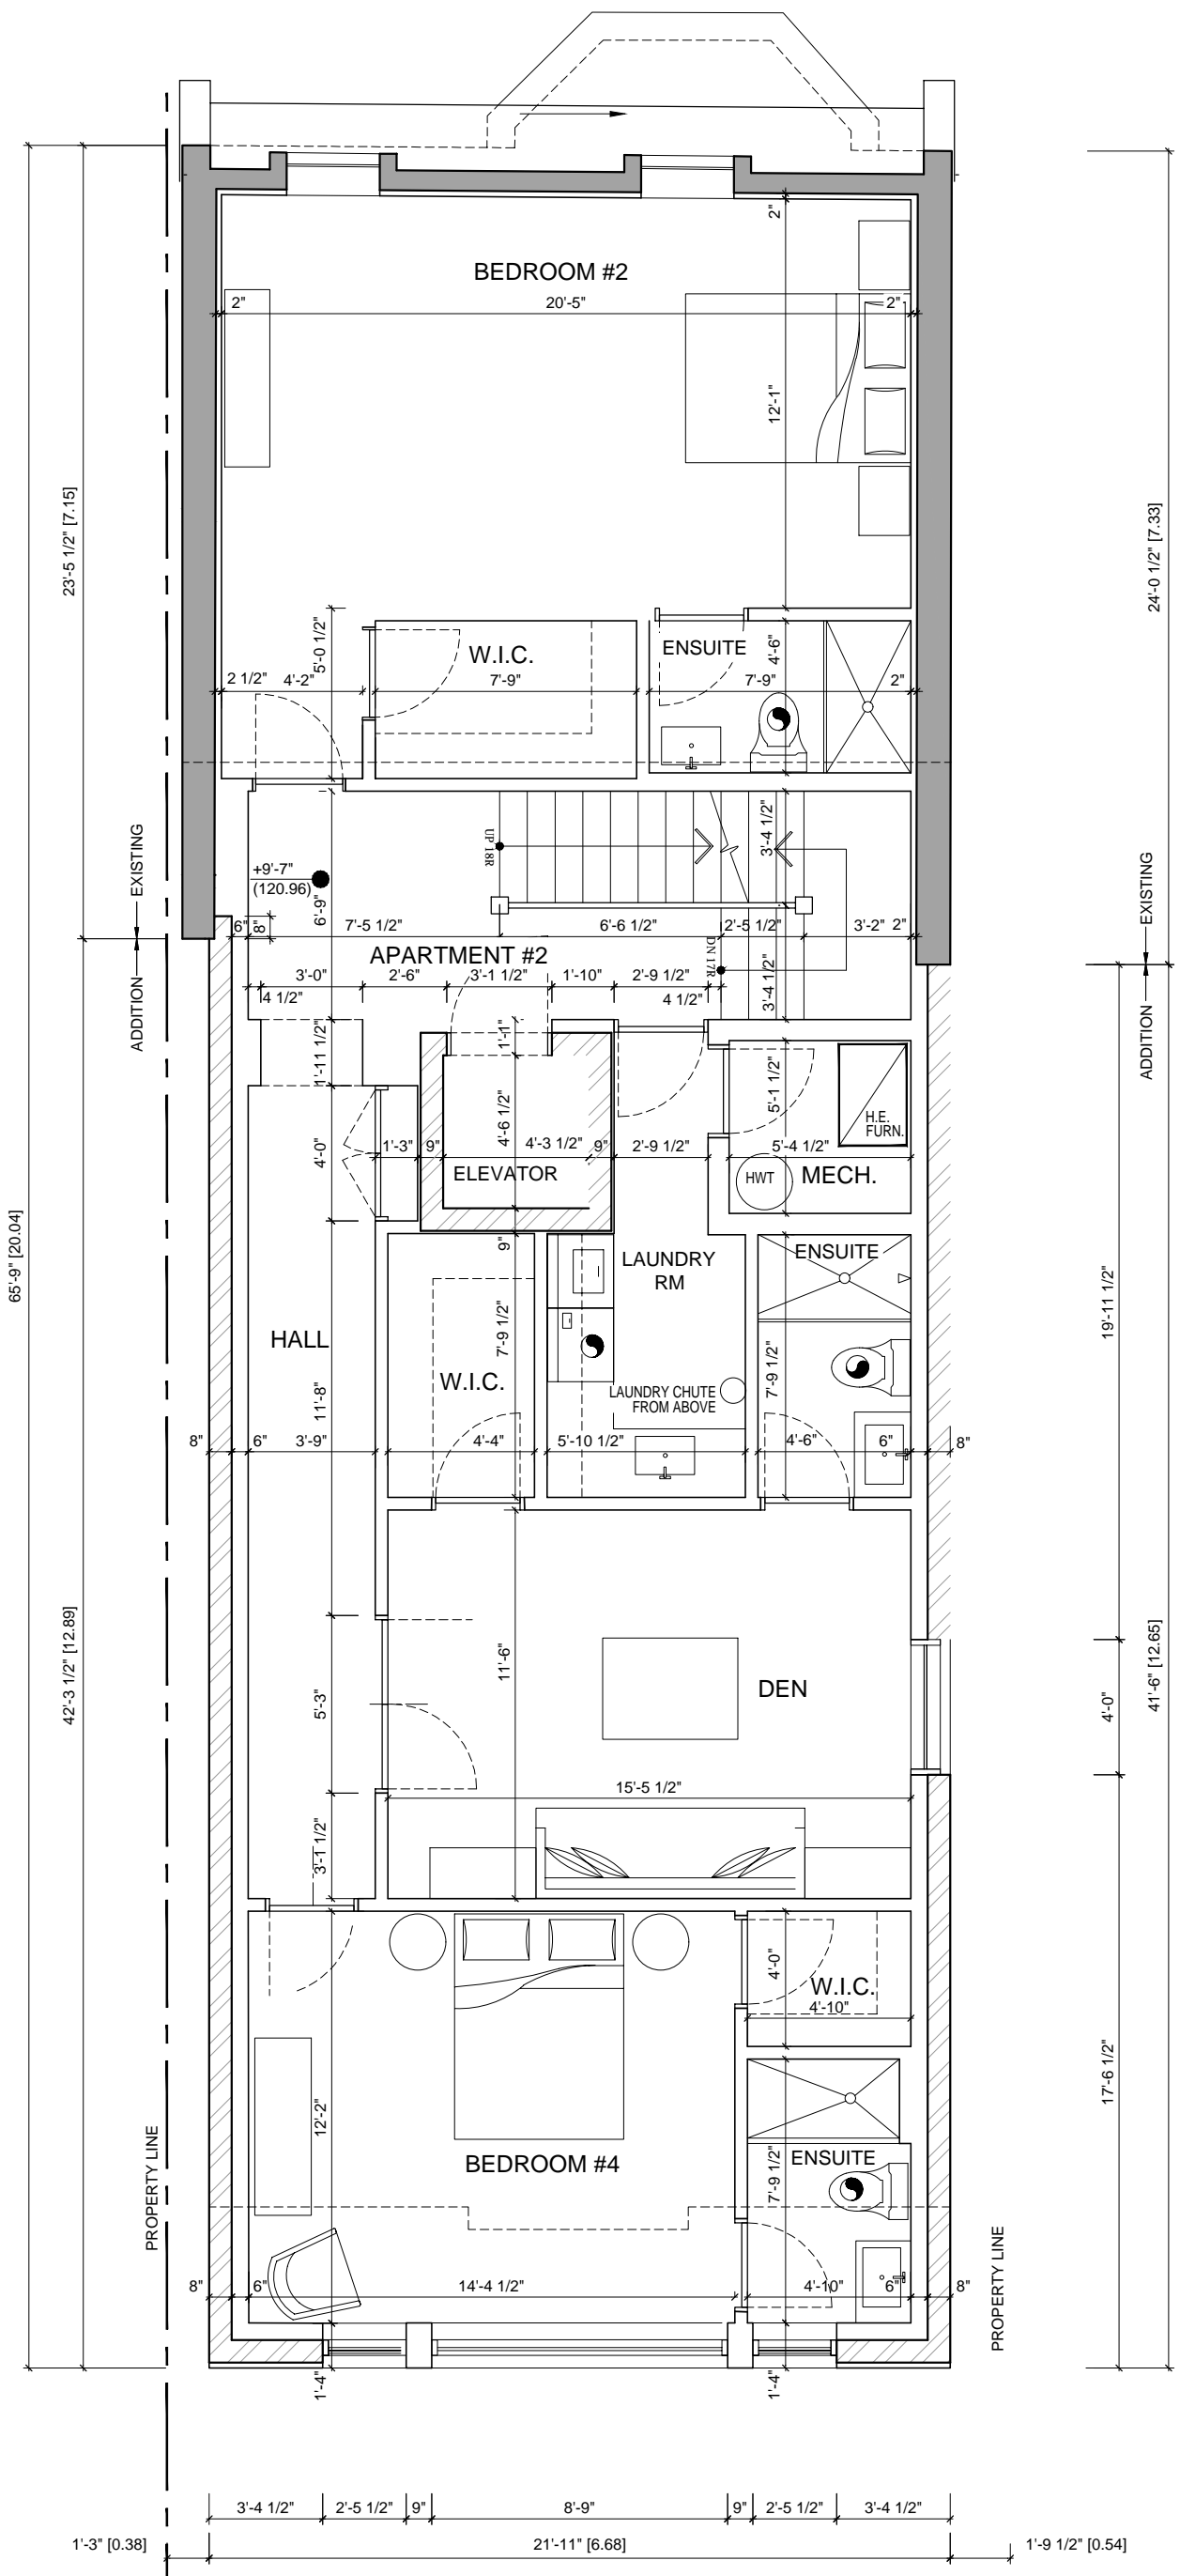 2"
BEDROOM #2
2"
20'-5"
2"
12'-1"
23'-5 1/2" [7.15]
24'-0 1/2" [7.33]
5'-0 1/2"
W.I.C.
ENSUITE
4'-6"
2 1/2"
4'-2"
7'-9"
7'-9"
2"
UP 18R
3'-4 1/2"
EXISTING
ADDITION
+9'-7"
(120.96)
6'-9"
EXISTING
ADDITION
6"
8"
7'-5 1/2"
6'-6 1/2"
2'-5 1/2"
3'-2"
2"
APARTMENT #2
DN 17R
3'-4 1/2"
3'-0"
2'-6"
3'-1 1/2"
1'-10"
2'-9 1/2"
4 1/2"
4 1/2"
1'-11 1/2"
1'-1"
5'-1 1/2"
H.E.
FURN.
4'-0"
1'-3"
9"
4'-6 1/2"
4'-3 1/2"
9"
2'-9 1/2"
5'-4 1/2"
ELEVATOR
HWT
MECH.
65'-9" [20.04]
9"
LAUNDRY
RM
ENSUITE
19'-11 1/2"
HALL
7'-9 1/2"
W.I.C.
7'-9 1/2"
LAUNDRY CHUTE
FROM ABOVE
11'-8"
8"
6"
3'-9"
4'-4"
5'-10 1/2"
4'-6"
6"
8"
42'-3 1/2" [12.89]
11'-6"
DEN
5'-3"
4'-0"
41'-6" [12.65]
15'-5 1/2"
3'-1 1/2"
4'-0"
W.I.C.
4'-10"
12'-2"
17'-6 1/2"
PROPERTY LINE
BEDROOM #4
ENSUITE
7'-9 1/2"
PROPERTY LINE
8"
6"
14'-4 1/2"
4'-10"
6"
8"
1'-4"
1'-4"
3'-4 1/2"
2'-5 1/2"
9"
8'-9"
9"
2'-5 1/2"
3'-4 1/2"
1'-3" [0.38]
21'-11" [6.68]
1'-9 1/2" [0.54]